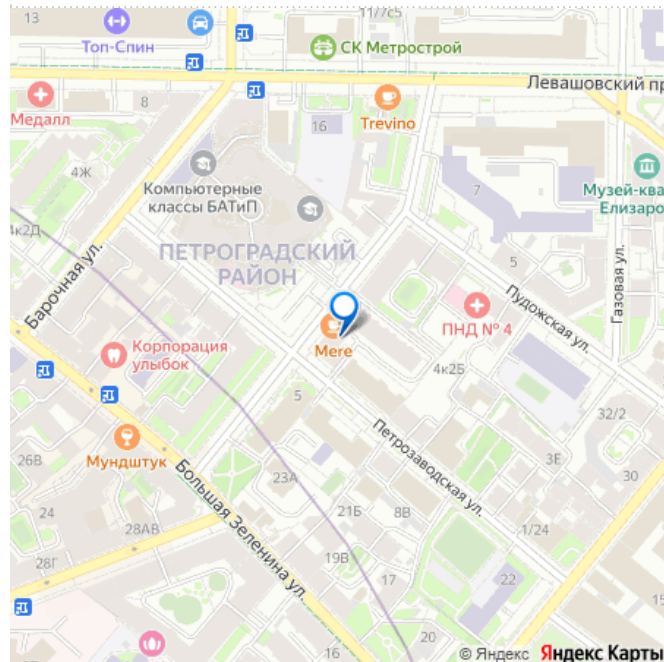 13
11/7с5
Топ-Спин
СК Метрострой
Левашовский пр
Медалл
8
16
Trevino
4Ж
Компьютерные
классы БАТиП
7
Музей-ква
Елизаро
ПЕТРОГРАДСКИЙ
РАЙОН
5
Барочная ул.
Пудожская ул.
Газовая ул.
ПНД № 4
Корпорация
улыбок
Mere
4к2Б
5
Петрозаводская ул.
32/2
26В
Мундштук
Большая Зеленина ул.
3Е
30
23А
28АВ
21Б
8В
1/24
28Г
19В
17
22
15
20
© Яндекс Яндекс Карты